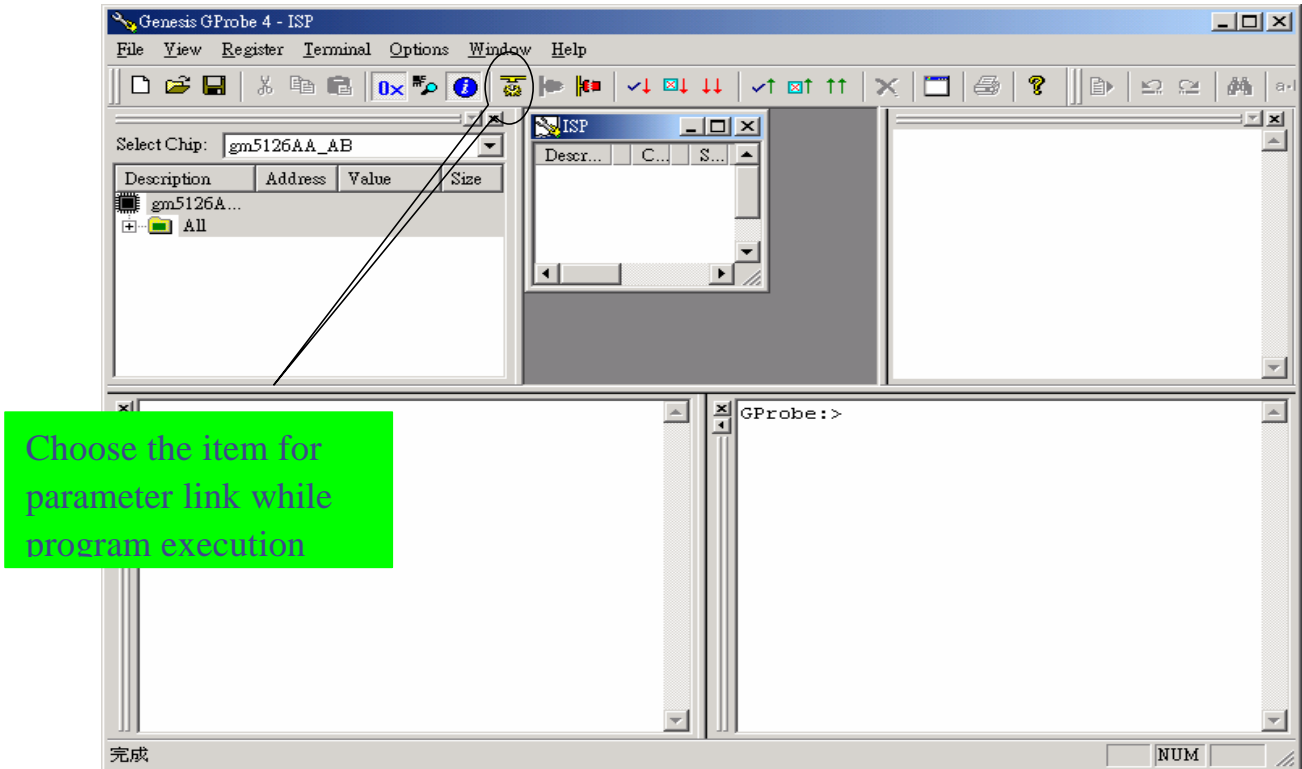 Genesis GProbe 4 - ISP
File View Register Terminal Options Window Help
0x
Select Chip: gm5126AA_AB
Description Address Value Size
gm5126A...
All
ISP
Descr... C... S...
GProbe:>
Choose the item for
parameter link while
program execution
完成
NUM